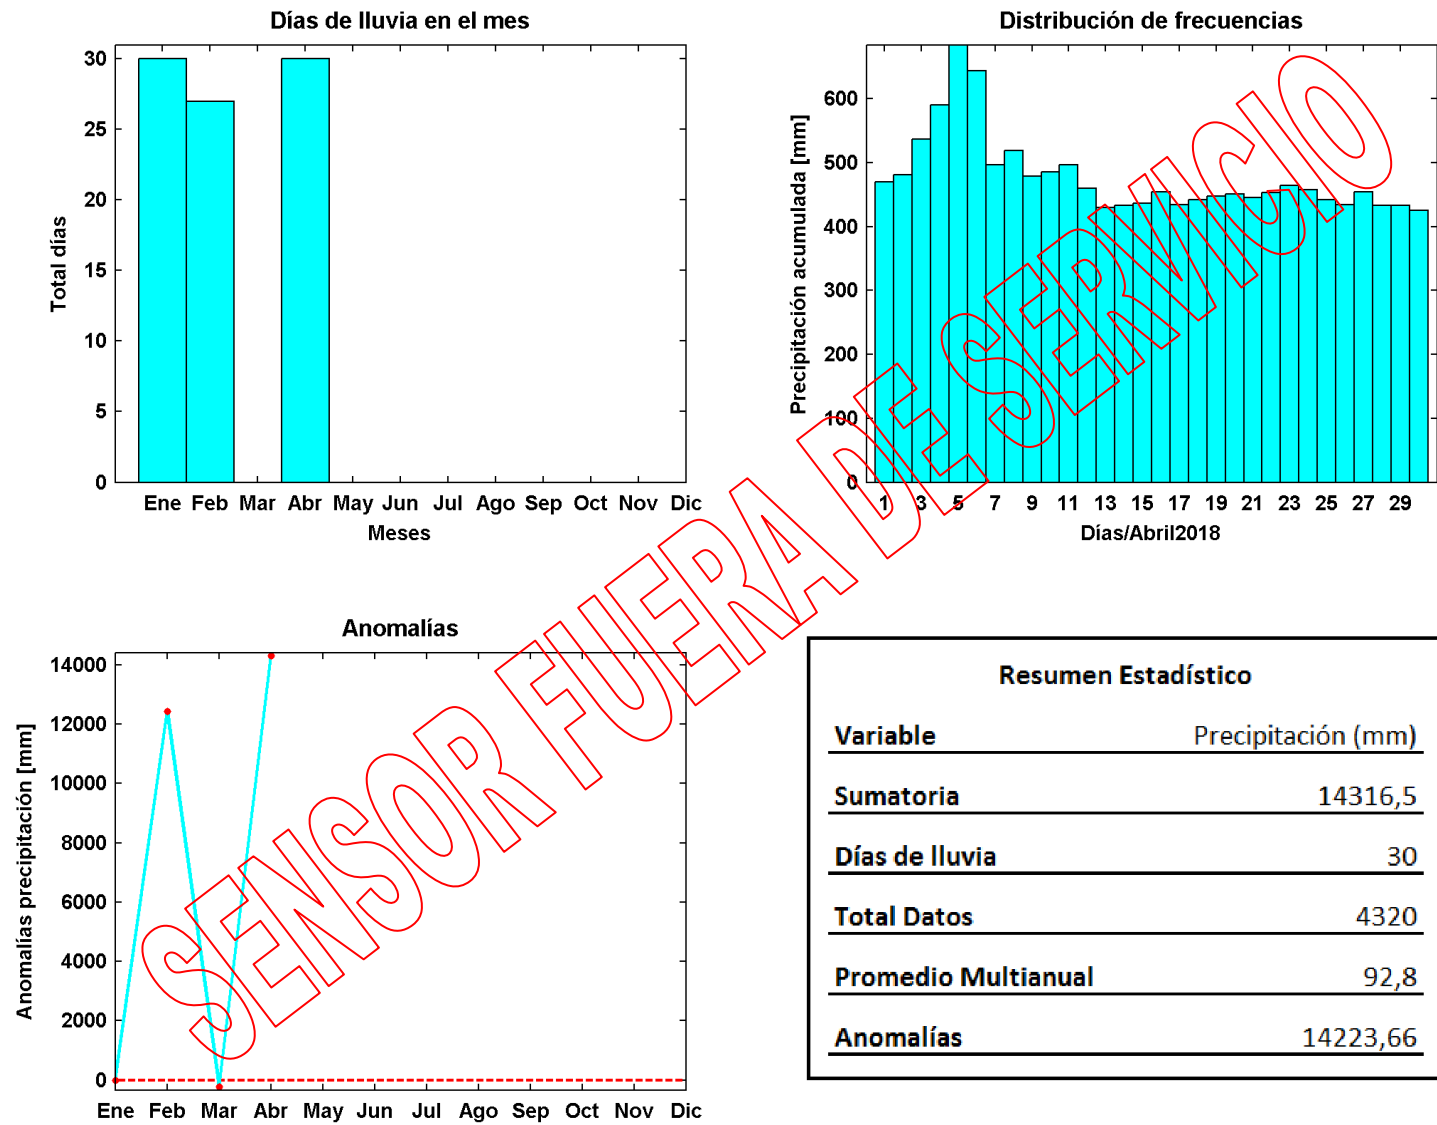 Días de lluvia en el mes
Total días
30
25
20
15
10
5
0
Ene Feb Mar Abr May Jun Jul Ago Sep Oct Nov Dic
Meses
Distribución de frecuencias
Precipitación acumulada [mm]
600
500
400
300
200
100
0
1 3 5 7 9 11 13 15 17 19 21 23 25 27 29
Días/Abril2018
SENSOR FUERA DE SERVICIO
Anomalías
Anomalías precipitación [mm]
14000
12000
10000
8000
6000
4000
2000
0
Ene Feb Mar Abr May Jun Jul Ago Sep Oct Nov Dic
Resumen Estadístico
Variable Precipitación (mm)
Sumatoria 14316,5
Días de lluvia 30
Total Datos 4320
Promedio Multianual 92,8
Anomalías 14223,66